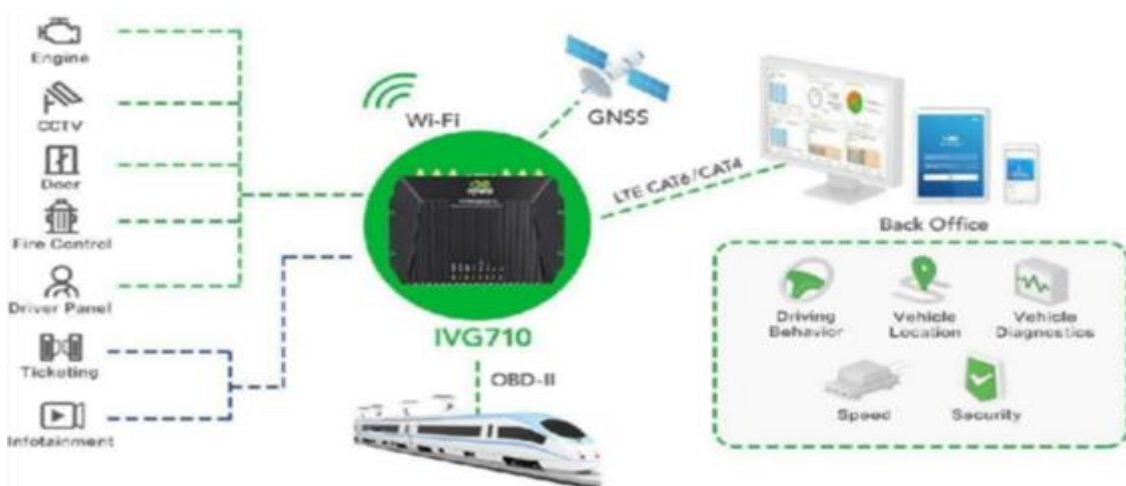 Engine
CCTV
Door
Fire Control
Driver Panel
Ticketing
Infotainment
Wi-Fi
GNSS
LTE CAT6/CAT4
IVG710
OBD-II
Back Office
Driving
Behavior
Vehicle
Location
Vehicle
Diagnostics
Speed
Security